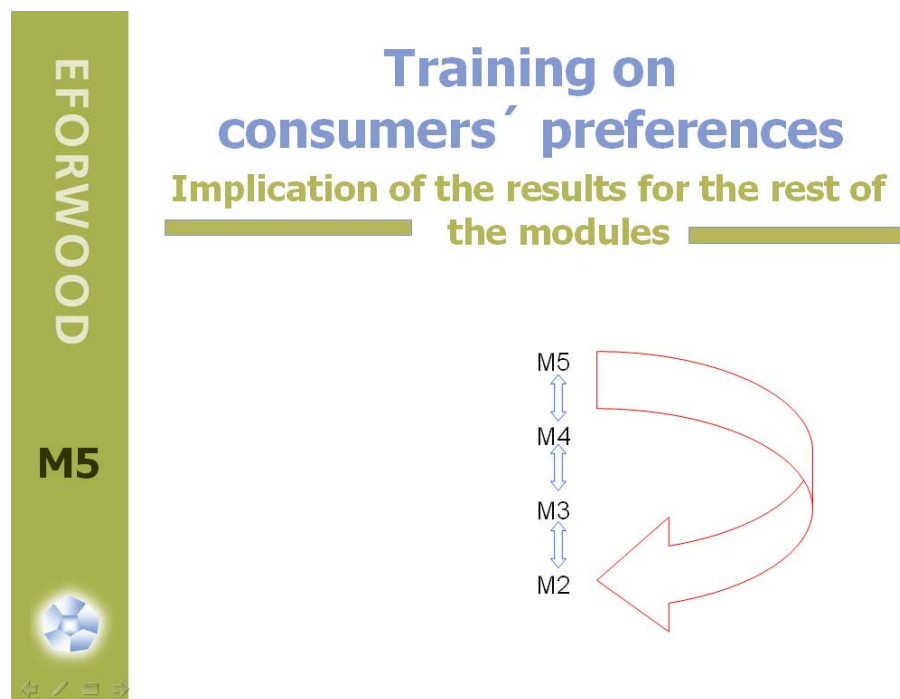 EFORWOOD
M5
Training on
consumers´ preferences
Implication of the results for the rest of
the modules
M5
M4
M3
M2